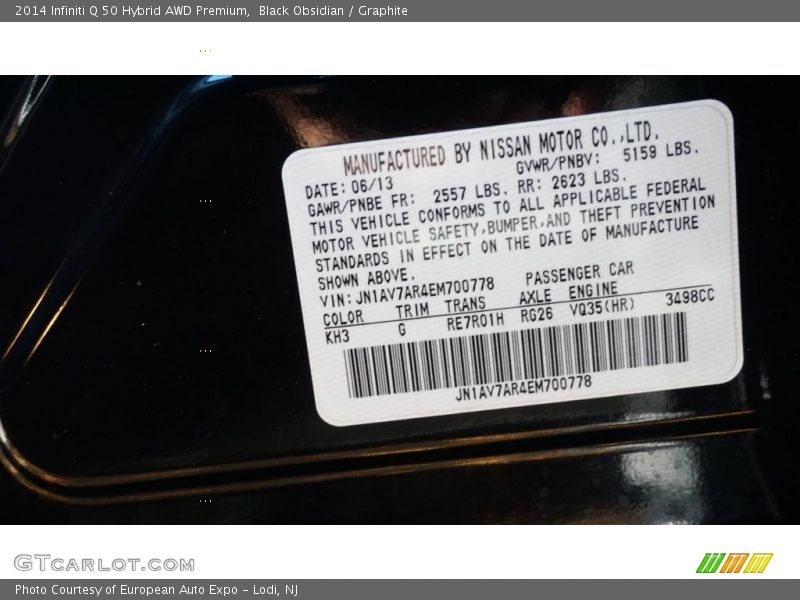 2014 Infiniti Q 50 Hybrid AWD Premium,  Black Obsidian / Graphite
MANUFACTURED BY NISSAN MOTOR CO.,LTD.
DATE: 06/13 GVWR/PNBV: 5159 LBS.
GAWR/PNBE FR: 2557 LBS. RR: 2623 LBS.
THIS VEHICLE CONFORMS TO ALL APPLICABLE FEDERAL
MOTOR VEHICLE SAFETY,BUMPER,AND THEFT PREVENTION
STANDARDS IN EFFECT ON THE DATE OF MANUFACTURE
SHOWN ABOVE.
VIN: JN1AV7AR4EM700778 PASSENGER CAR
COLOR TRIM TRANS AXLE ENGINE
KH3 G RE7R01H RG26 VQ35(HR) 3498CC
JN1AV7AR4EM700778
GTCARLOT.COM
Photo Courtesy of European Auto Expo - Lodi, NJ